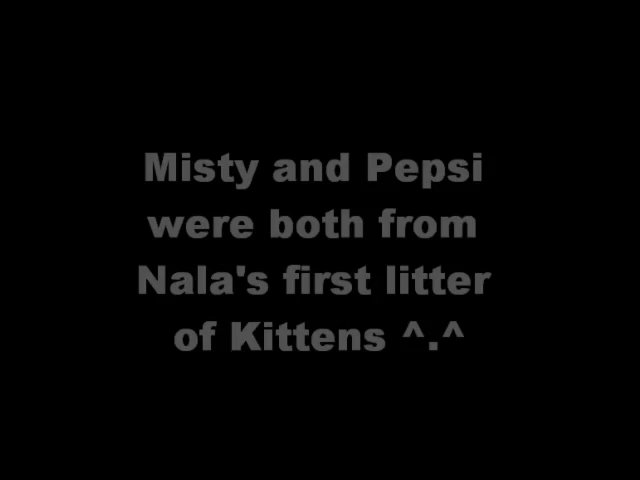 Misty and Pepsi
were both from
Nala's first litter
of Kittens ^.^